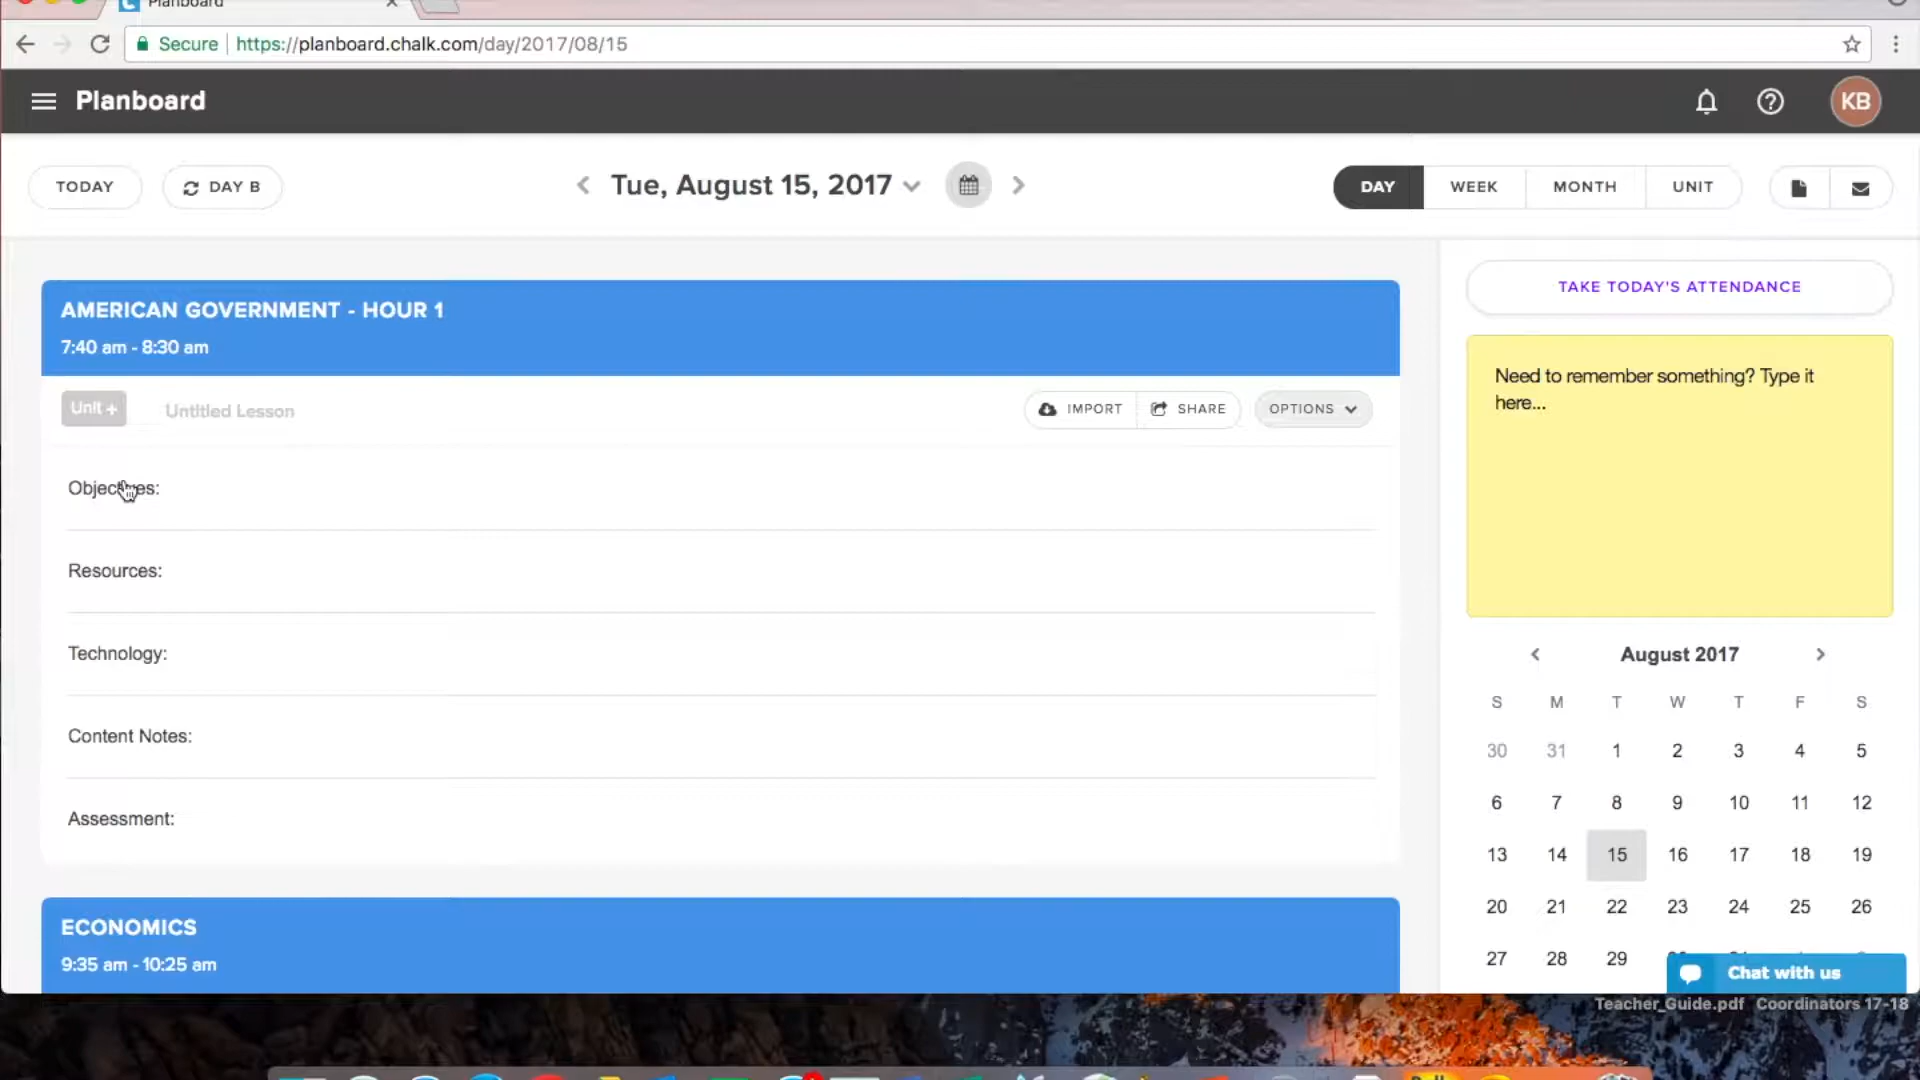 Planboard
Secure
https://planboard.chalk.com/day/2017/08/15
Planboard
KB
TODAY
DAY B
Tue, August 15, 2017
DAY
WEEK
MONTH
UNIT
AMERICAN GOVERNMENT - HOUR 1
7:40 am - 8:30 am
Unit +
Untitled Lesson
IMPORT
SHARE
OPTIONS
Objectives:
Resources:
Technology:
Content Notes:
Assessment:
ECONOMICS
9:35 am - 10:25 am
TAKE TODAY'S ATTENDANCE
Need to remember something? Type it
here...
August 2017
S M T W T F S
30 31 1 2 3 4 5
6 7 8 9 10 11 12
13 14 15 16 17 18 19
20 21 22 23 24 25 26
27 28 29
Chat with us
Teacher_Guide.pdf Coordinators 17-18